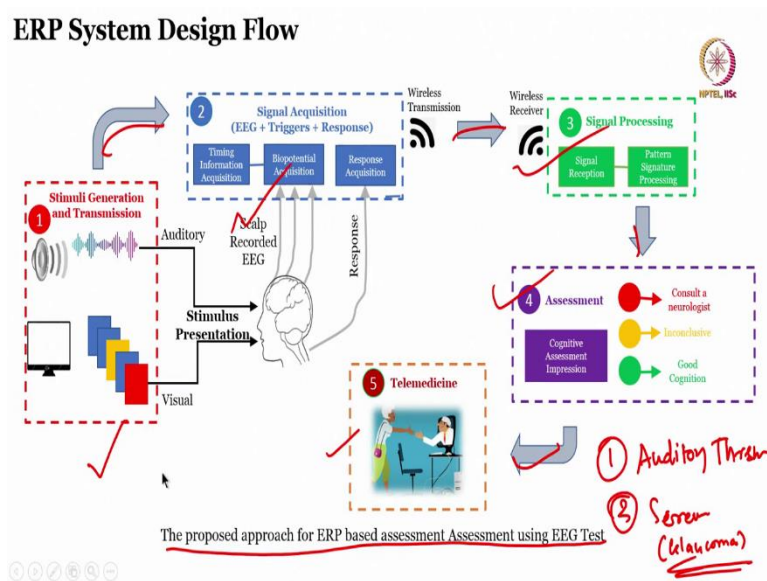 ERP System Design Flow
NPTEL, IISc
1
Stimuli Generation
and Transmission
Auditory
Visual
Stimulus
Presentation
2
Signal Acquisition
(EEG + Triggers + Response)
Timing
Information
Acquisition
Biopotential
Acquisition
Response
Acquisition
Scalp
Recorded
EEG
Response
Wireless
Transmission
Wireless
Receiver
3
Signal Processing
Signal
Reception
Pattern
Signature
Processing
4
Assessment
Cognitive
Assessment
Impression
Consult a
neurologist
Inconclusive
Good
Cognition
5
Telemedicine
1 Auditory
2
The proposed approach for ERP based assessment Assessment using EEG Test